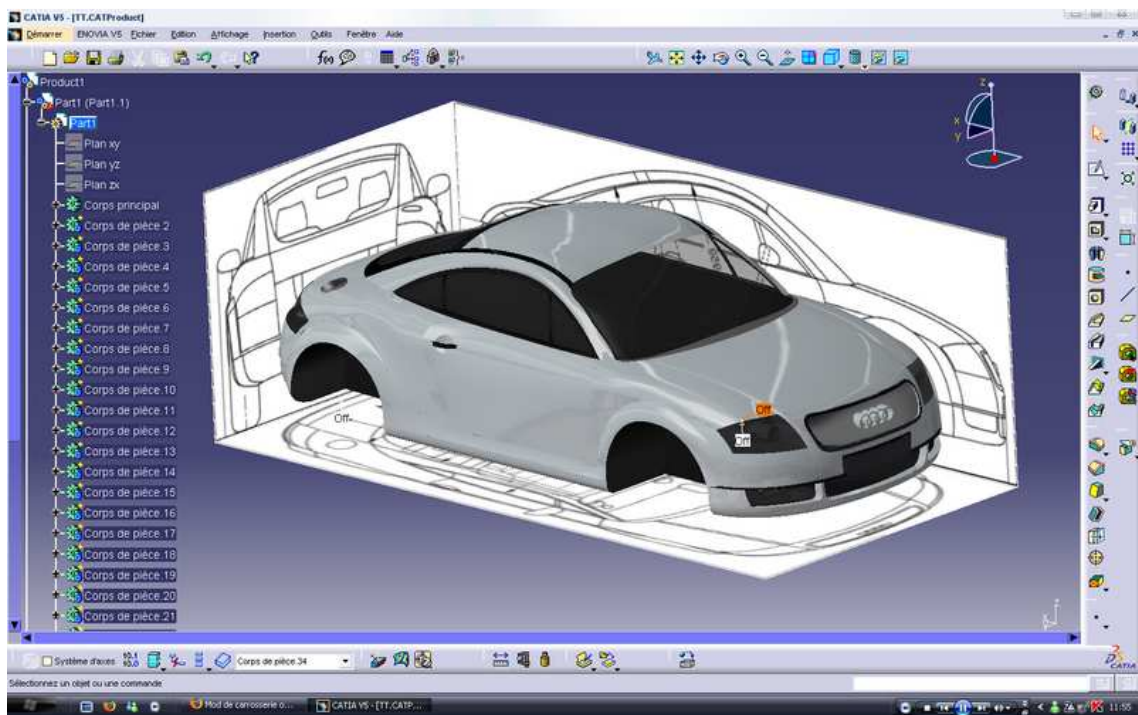 CATIA V5 - [TT.CATProduct]
Démarrer ENOVIA V5 Fichier Edition Affichage Insertion Outils Fenêtre Aide
Product1
Part1 (Part1.1)
Part1
Plan xy
Plan yz
Plan zx
Corps principal
Corps de pièce.2
Corps de pièce.3
Corps de pièce.4
Corps de pièce.5
Corps de pièce.6
Corps de pièce.7
Corps de pièce.8
Corps de pièce.9
Corps de pièce.10
Corps de pièce.11
Corps de pièce.12
Corps de pièce.13
Corps de pièce.14
Corps de pièce.15
Corps de pièce.16
Corps de pièce.17
Corps de pièce.18
Corps de pièce.19
Corps de pièce.20
Corps de pièce.21
z
x
y
Off
Off
Off
Système d'axes
Corps de pièce.34
CATIA
Sélectionnez un objet ou une commande
Mod de carrosserie o...
CATIA V5 - [TT.CATP...
11:55